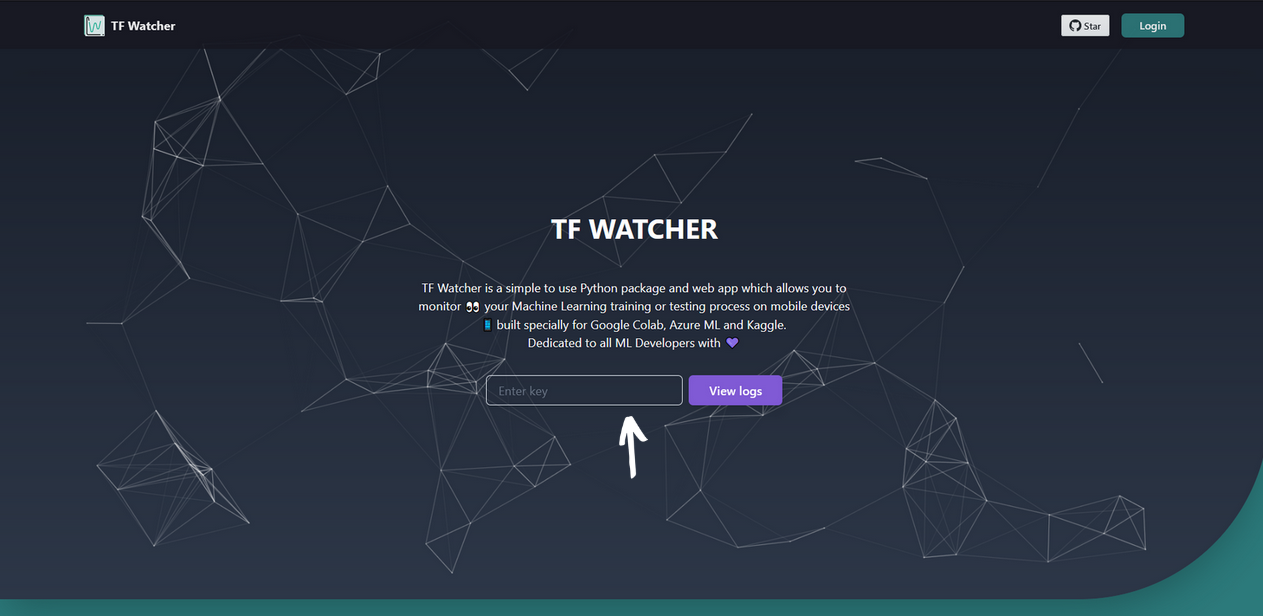 TF Watcher
Star
Login
TF WATCHER
TF Watcher is a simple to use Python package and web app which allows you to
monitor 👀 your Machine Learning training or testing process on mobile devices
📱 built specially for Google Colab, Azure ML and Kaggle.
Dedicated to all ML Developers with 💜
Enter key
View logs